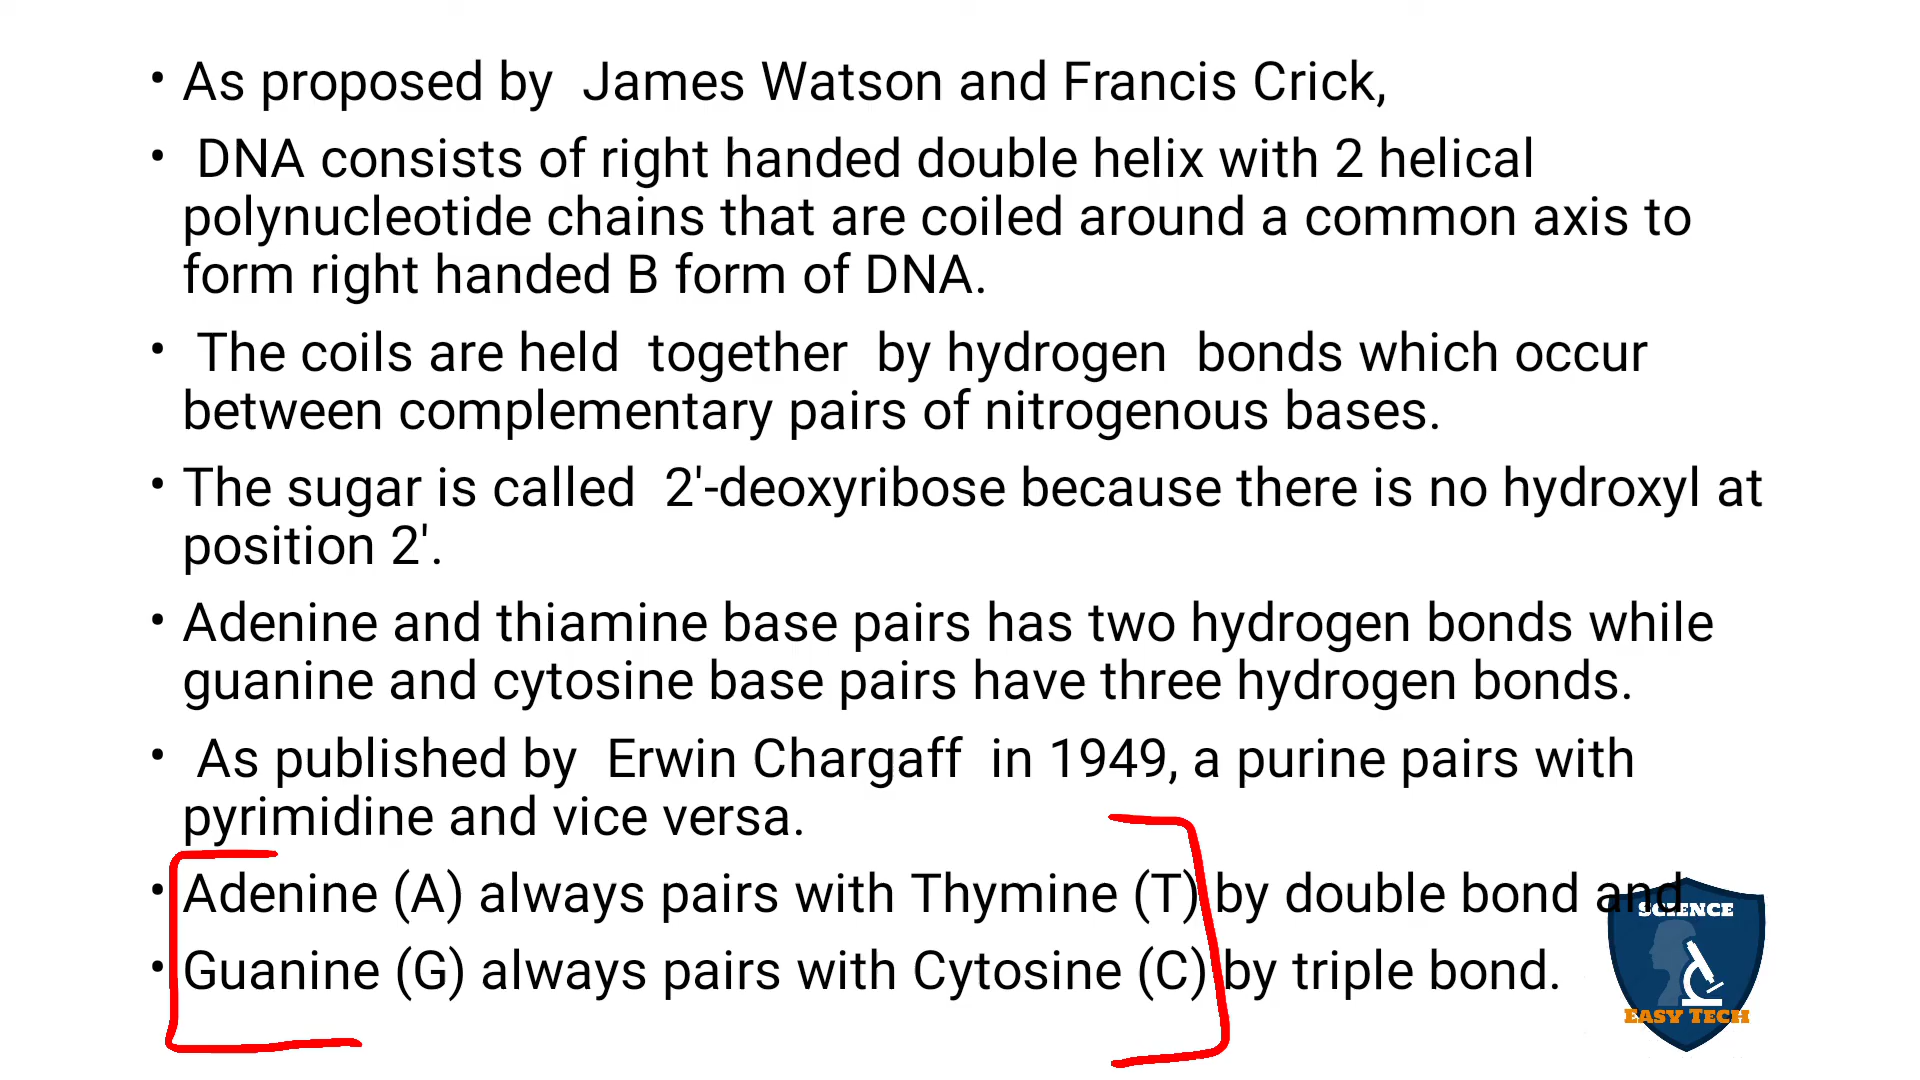 • As proposed by James Watson and Francis Crick,
• DNA consists of right handed double helix with 2 helical
polynucleotide chains that are coiled around a common axis to
form right handed B form of DNA.
• The coils are held together by hydrogen bonds which occur
between complementary pairs of nitrogenous bases.
• The sugar is called 2'-deoxyribose because there is no hydroxyl at
position 2'.
• Adenine and thiamine base pairs has two hydrogen bonds while
guanine and cytosine base pairs have three hydrogen bonds.
• As published by Erwin Chargaff in 1949, a purine pairs with
pyrimidine and vice versa.
• Adenine (A) always pairs with Thymine (T) by double bond and
• Guanine (G) always pairs with Cytosine (C) by triple bond.
SCIENCE
EASY TECH